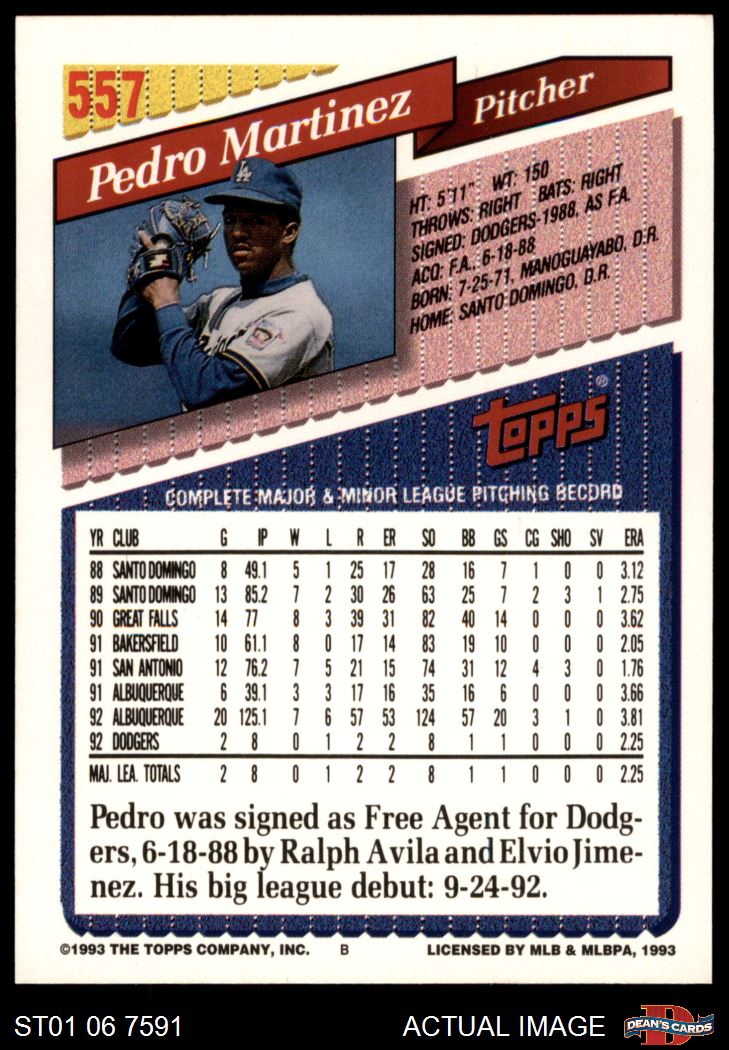 557
Pedro Martinez
Pitcher
HT: 5'11" WT: 150
THROWS: RIGHT BATS: RIGHT
SIGNED: DODGERS-1988, AS F.A.
ACQ: F.A., 6-18-88
BORN: 7-25-71, MANOGUAYABO, D.R.
HOME: SANTO DOMINGO, D.R.
LA
TOPPS®
COMPLETE MAJOR & MINOR LEAGUE PITCHING RECORD
YR CLUB G IP W L R ER SO BB GS CG SHO SV ERA
88 SANTO DOMINGO 8 49.1 5 1 25 17 28 16 7 1 0 0 3.12
89 SANTO DOMINGO 13 85.2 7 2 30 26 63 25 7 2 3 1 2.75
90 GREAT FALLS 14 77 8 3 39 31 82 40 14 0 0 0 3.62
91 BAKERSFIELD 10 61.1 8 0 17 14 83 19 10 0 0 0 2.05
91 SAN ANTONIO 12 76.2 7 5 21 15 74 31 12 4 3 0 1.76
91 ALBUQUERQUE 6 39.1 3 3 17 16 35 16 6 0 0 0 3.66
92 ALBUQUERQUE 20 125.1 7 6 57 53 124 57 20 3 1 0 3.81
92 DODGERS 2 8 0 1 2 2 8 1 1 0 0 0 2.25
MAJ. LEA. TOTALS 2 8 0 1 2 2 8 1 1 0 0 0 2.25
Pedro was signed as Free Agent for Dodg-
ers, 6-18-88 by Ralph Avila and Elvio Jime-
nez. His big league debut: 9-24-92.
©1993 THE TOPPS COMPANY, INC. B LICENSED BY MLB & MLBPA, 1993
ST01 06 7591 ACTUAL IMAGE
D
DEAN'S CARDS